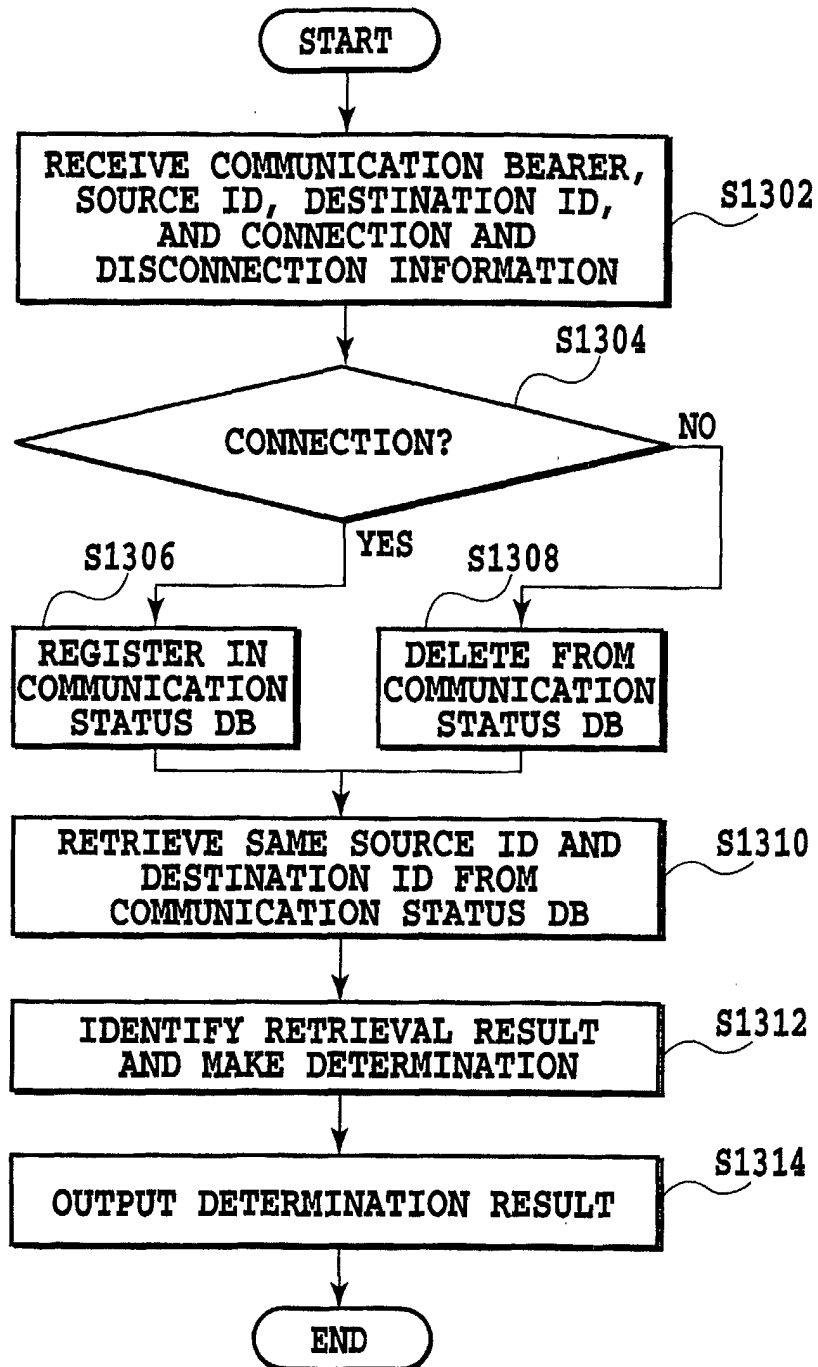 START
RECEIVE COMMUNICATION BEARER,
SOURCE ID, DESTINATION ID,
AND CONNECTION AND
DISCONNECTION INFORMATION
S1302
S1304
CONNECTION?
NO
YES
S1306
S1308
REGISTER IN
COMMUNICATION
STATUS DB
DELETE FROM
COMMUNICATION
STATUS DB
RETRIEVE SAME SOURCE ID AND
DESTINATION ID FROM
COMMUNICATION STATUS DB
S1310
IDENTIFY RETRIEVAL RESULT
AND MAKE DETERMINATION
S1312
OUTPUT DETERMINATION RESULT
S1314
END